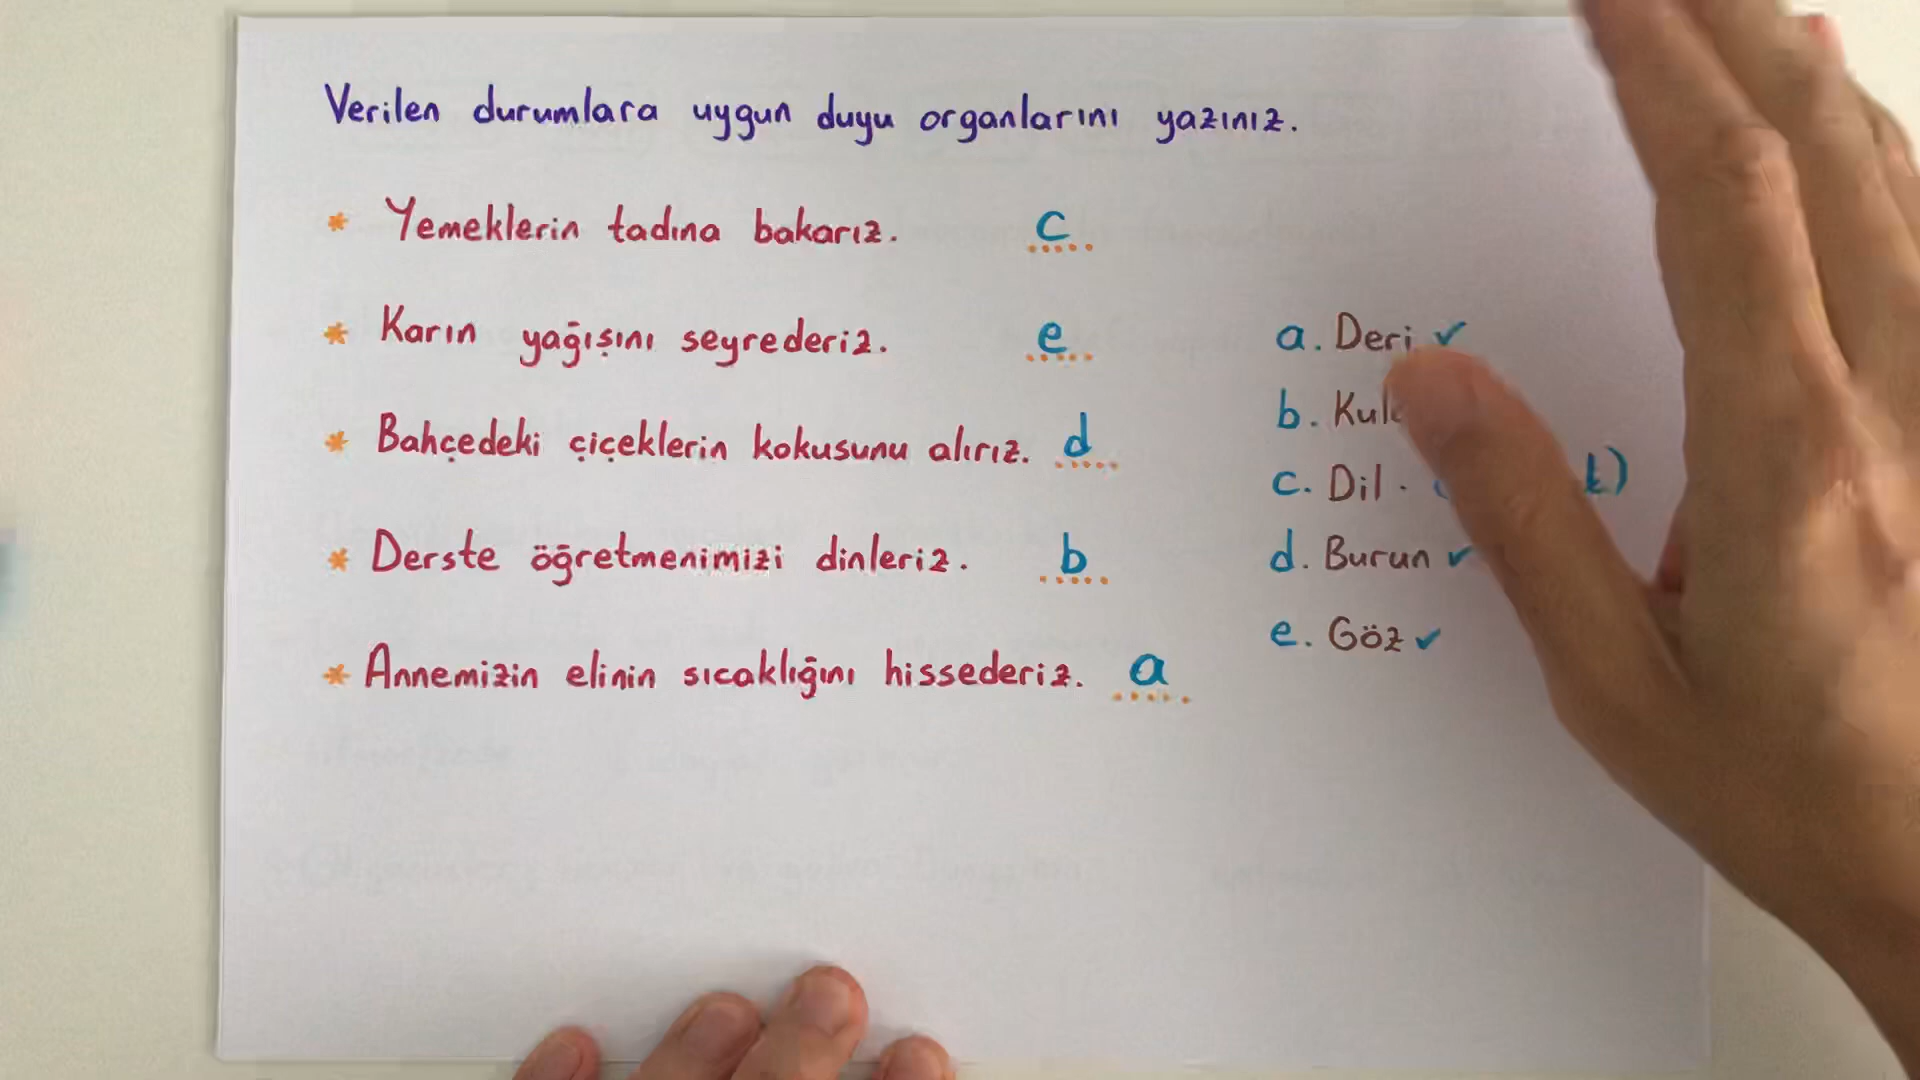 Verilen durumlara uygun duyu organlarını yazınız.
* Yemeklerin tadına bakarız. c
* Karın yağışını seyrederiz. e
* Bahçedeki çiçeklerin kokusunu alırız. d
* Derste öğretmenimizi dinleriz. b
* Annemizin elinin sıcaklığını hissederiz. a
a. Deri ✓
b.
c. Dil
d. Burun ✓
e. Göz ✓